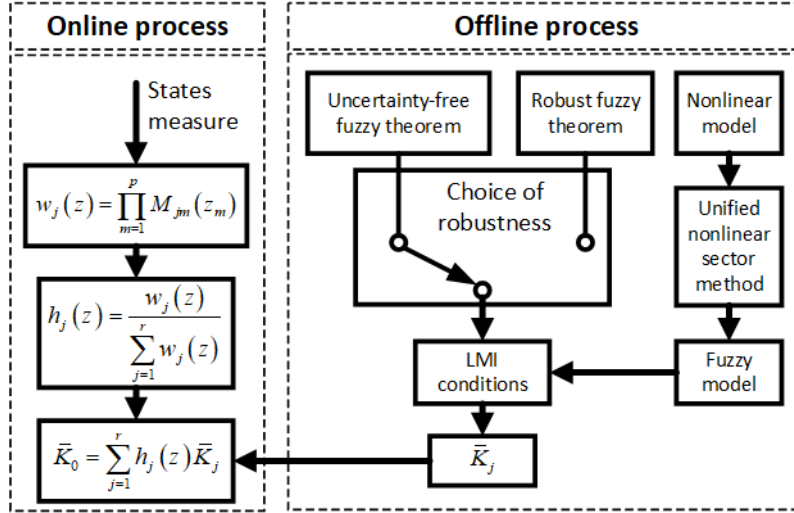 Online process
States
measure
w_j(z) = ∏_{m=1}^{p} M_{jm}(z_m)
h_j(z) = w_j(z) / ∑_{j=1}^{r} w_j(z)
K̄_0 = ∑_{j=1}^{r} h_j(z) K̄_j
Offline process
Uncertainty-free
fuzzy theorem
Robust fuzzy
theorem
Nonlinear
model
Choice of
robustness
Unified
nonlinear
sector
method
LMI
conditions
Fuzzy
model
K̄_j